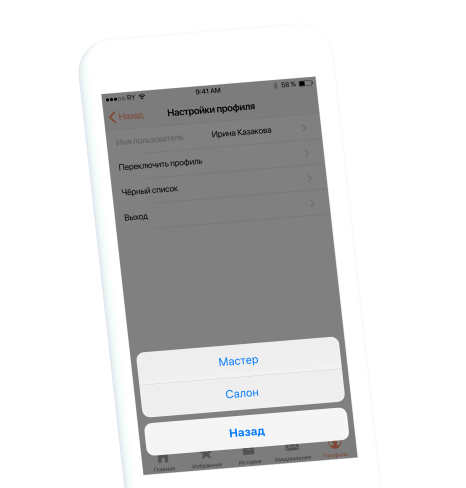 RY 9:41 AM 58 %
Назад Настройки профиля
Имя пользователя Ирина Казакова
Переключить профиль
Чёрный список
Выход
Мастер
Салон
Назад
Главная Избранное История Уведомления Профиль